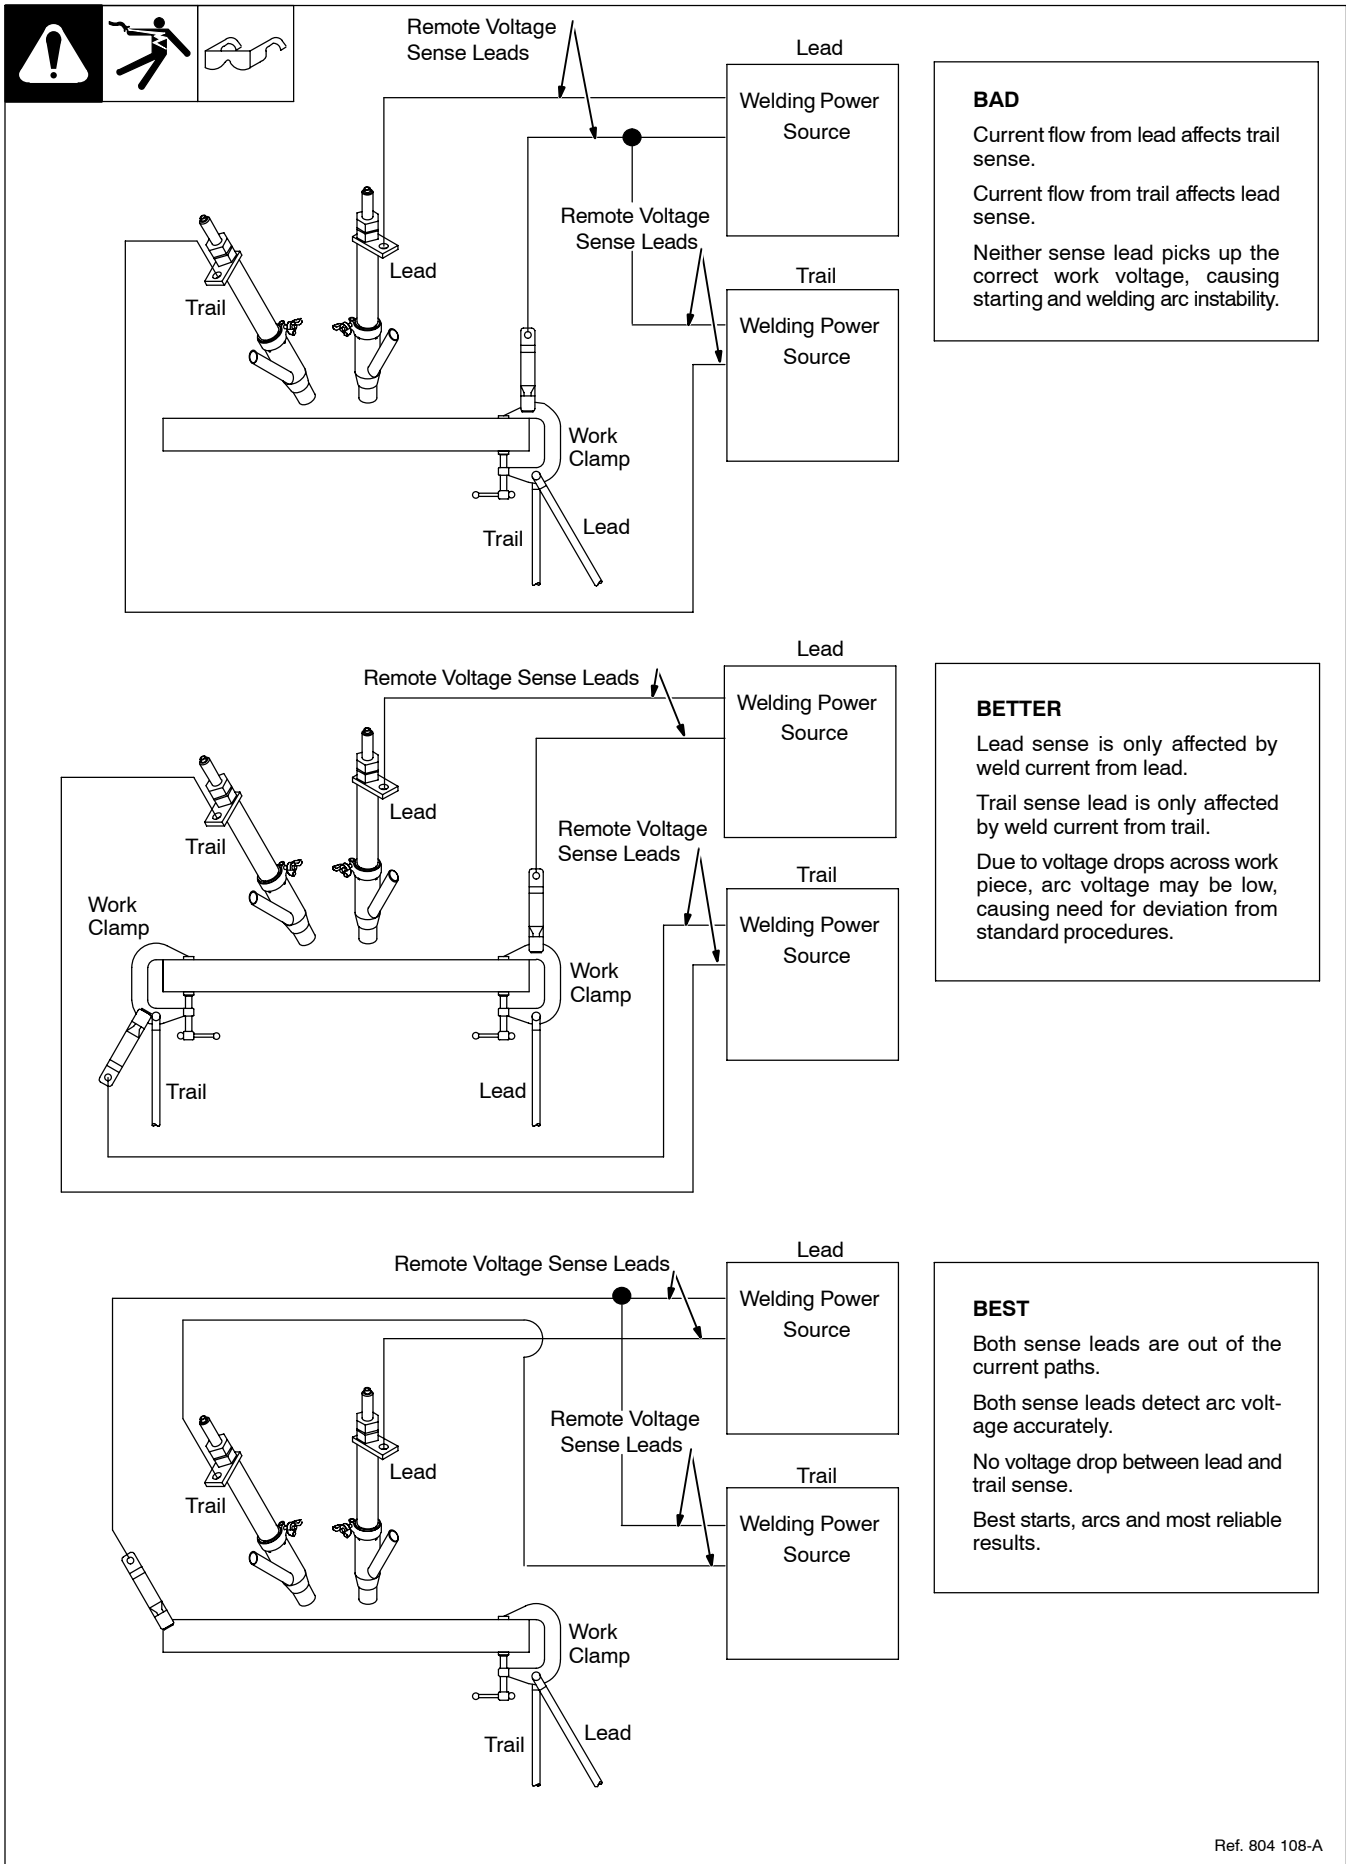 Remote Voltage
Sense Leads
Lead
Welding Power
Source
BAD
Current flow from lead affects trail
sense.
Current flow from trail affects lead
sense.
Neither sense lead picks up the
correct work voltage, causing
starting and welding arc instability.
Remote Voltage
Sense Leads
Lead
Trail
Trail
Welding Power
Source
Work
Clamp
Lead
Trail
Lead
Remote Voltage Sense Leads
Welding Power
Source
BETTER
Lead sense is only affected by
weld current from lead.
Trail sense lead is only affected
by weld current from trail.
Due to voltage drops across work
piece, arc voltage may be low,
causing need for deviation from
standard procedures.
Lead
Remote Voltage
Sense Leads
Trail
Trail
Work
Clamp
Welding Power
Source
Work
Clamp
Trail
Lead
Lead
Remote Voltage Sense Leads
Welding Power
Source
BEST
Both sense leads are out of the
current paths.
Both sense leads detect arc volt-
age accurately.
No voltage drop between lead and
trail sense.
Best starts, arcs and most reliable
results.
Remote Voltage
Sense Leads
Lead
Trail
Trail
Welding Power
Source
Work
Clamp
Lead
Trail
Ref. 804 108-A